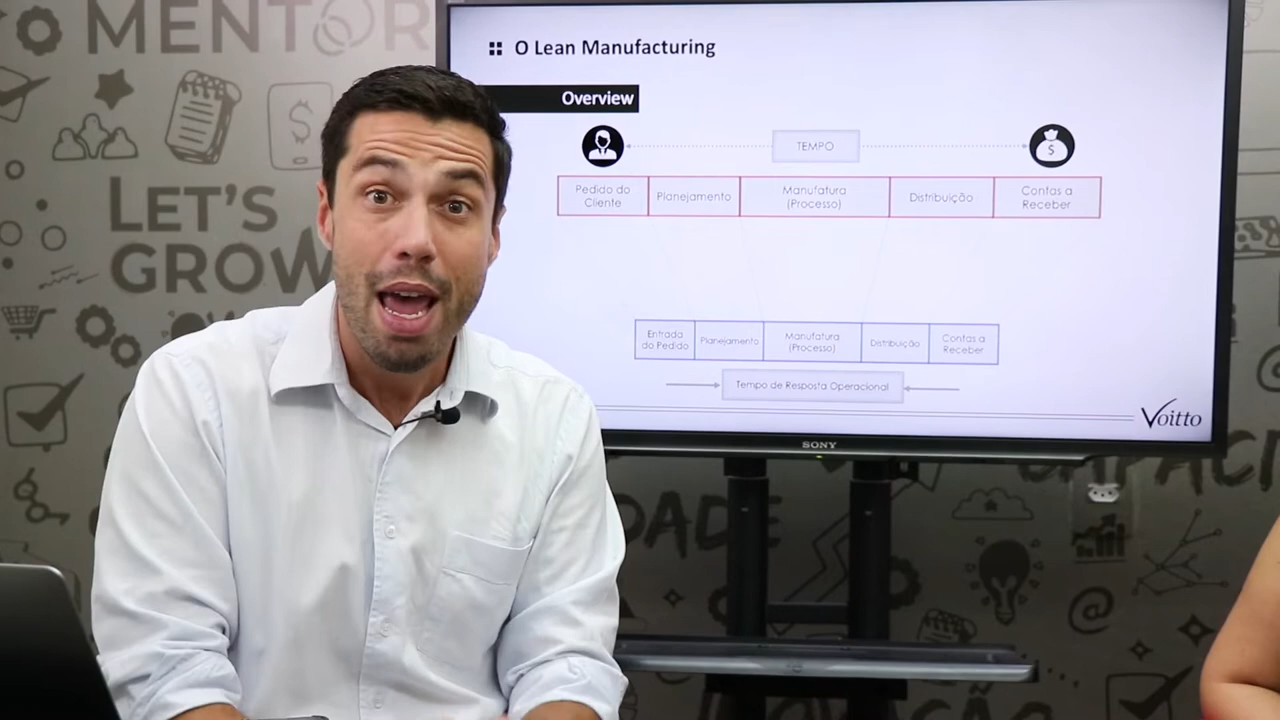 MENTOR
LET'S
GROW
O Lean Manufacturing
Overview
TEMPO
$
Pedido do
Cliente
Planejamento
Manufatura
(Processo)
Distribuição
Contas a
Receber
Entrada
do Pedido
Planejamento
Manufatura
(Processo)
Distribuição
Contas a
Receber
Tempo de Resposta Operacional
Voitto
SONY
$
@